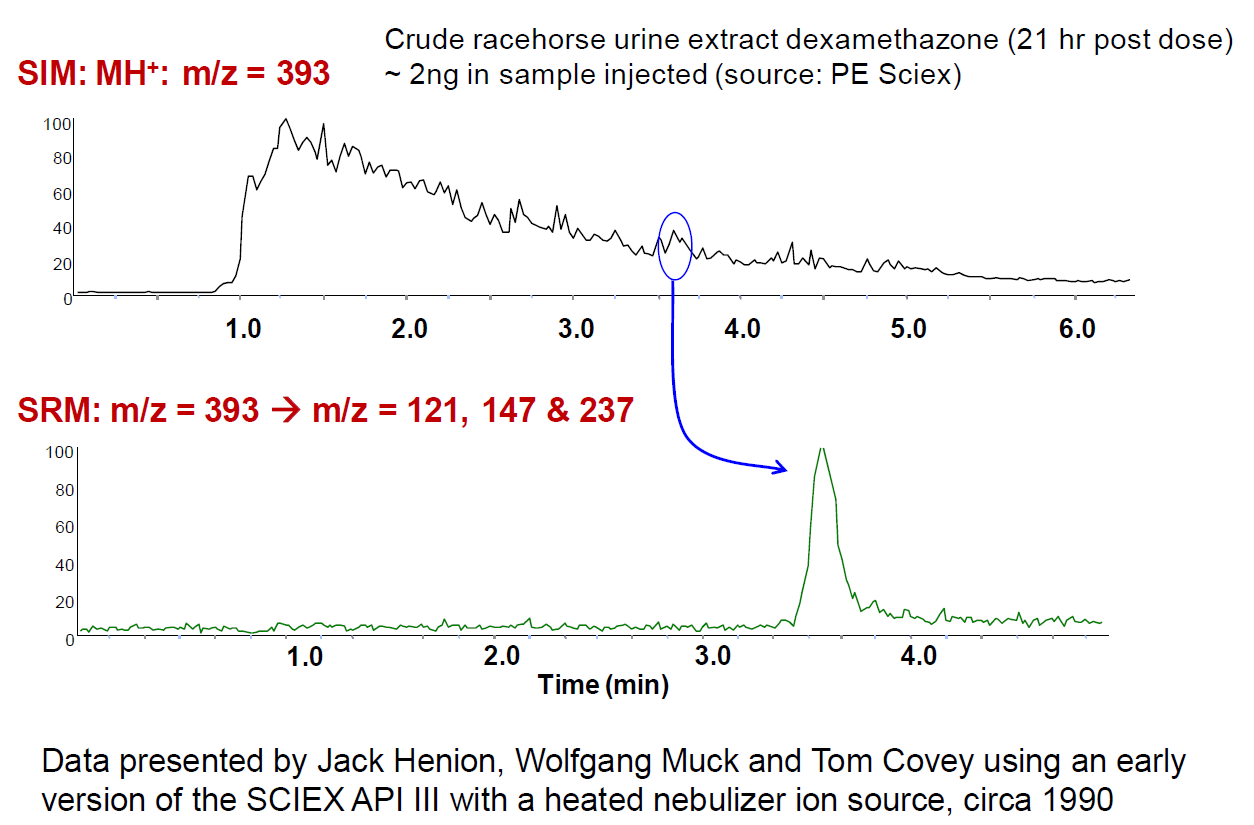 Crude racehorse urine extract dexamethazone (21 hr post dose)
SIM: MH⁺: m/z = 393
~ 2ng in sample injected (source: PE Sciex)
100
80
60
40
20
0
1.0 2.0 3.0 4.0 5.0 6.0
SRM: m/z = 393 → m/z = 121, 147 & 237
100
80
60
40
20
0
1.0 2.0 3.0 4.0
Time (min)
Data presented by Jack Henion, Wolfgang Muck and Tom Covey using an early
version of the SCIEX API III with a heated nebulizer ion source, circa 1990